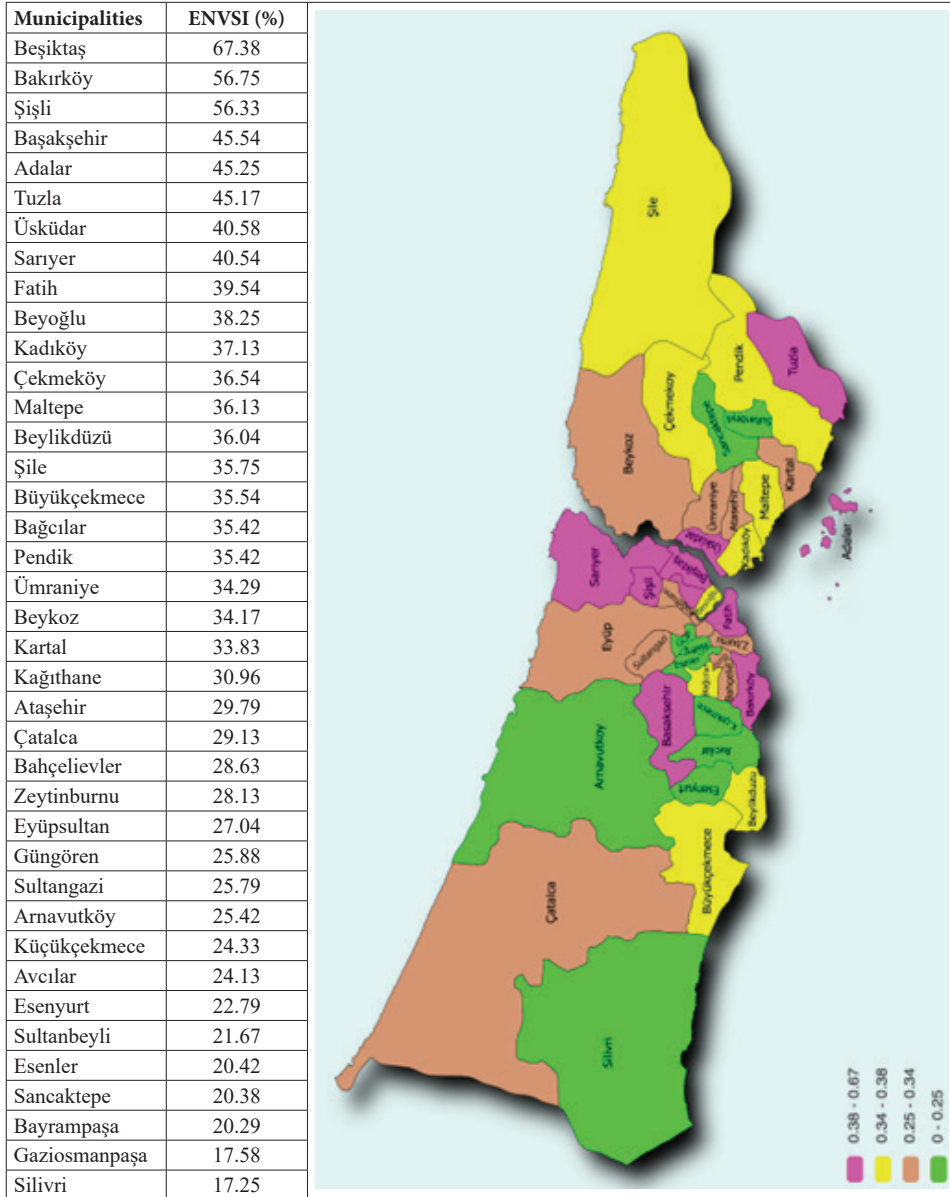 Municipalities ENVSI (%)
Beşiktaş 67.38
Bakırköy 56.75
Şişli 56.33
Başakşehir 45.54
Adalar 45.25
Tuzla 45.17
Üsküdar 40.58
Sarıyer 40.54
Fatih 39.54
Beyoğlu 38.25
Kadıköy 37.13
Çekmeköy 36.54
Maltepe 36.13
Beylikdüzü 36.04
Şile 35.75
Büyükçekmece 35.54
Bağcılar 35.42
Pendik 35.42
Ümraniye 34.29
Beykoz 34.17
Kartal 33.83
Kağıthane 30.96
Ataşehir 29.79
Çatalca 29.13
Bahçelievler 28.63
Zeytinburnu 28.13
Eyüpsultan 27.04
Güngören 25.88
Sultangazi 25.79
Arnavutköy 25.42
Küçükçekmece 24.33
Avcılar 24.13
Esenyurt 22.79
Sultanbeyli 21.67
Esenler 20.42
Sancaktepe 20.38
Bayrampaşa 20.29
Gaziosmanpaşa 17.58
Silivri 17.25
Silivri
Çatalca
Arnavutköy
Büyükçekmece
Beylikduzu
Esenyurt
Avcılar
Basaksehir
Bakırköy
Eyüp
Fatih
Sarıyer
Şişli
Beşiktaş
Üsküdar
Beykoz
Ümraniye
Ataşehir
Kadıköy
Maltepe
Kartal
Adalar
Çekmekoy
Sancaktepe
Sultanbeyli
Pendik
Tuzla
Şile
0.38 - 0.67
0.34 - 0.38
0.25 - 0.34
0 - 0.25